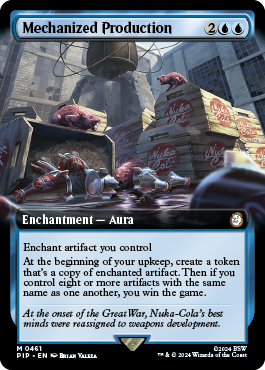 Mechanized Production 2
Enchantment — Aura
Enchant artifact you control
At the beginning of your upkeep, create a token
that's a copy of enchanted artifact. Then if you
control eight or more artifacts with the same
name as one another, you win the game.
At the onset of the Great War, Nuka-Cola's best
minds were reassigned to weapons development.
M 0461
©2024 BSW
PIP • EN Brian Valeza
™ & © 2024 Wizards of the Coast